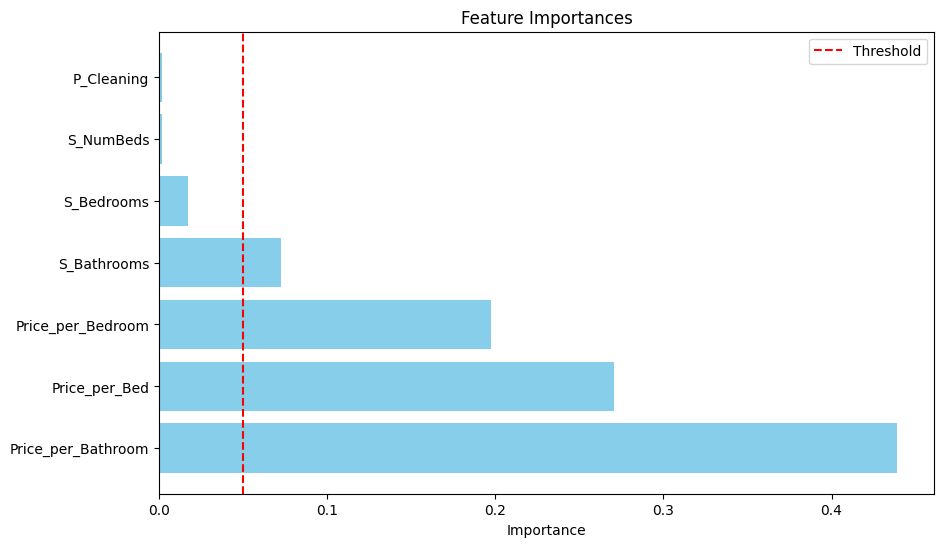 Feature Importances
Threshold
P_Cleaning
S_NumBeds
S_Bedrooms
S_Bathrooms
Price_per_Bedroom
Price_per_Bed
Price_per_Bathroom
0.0 0.1 0.2 0.3 0.4
Importance